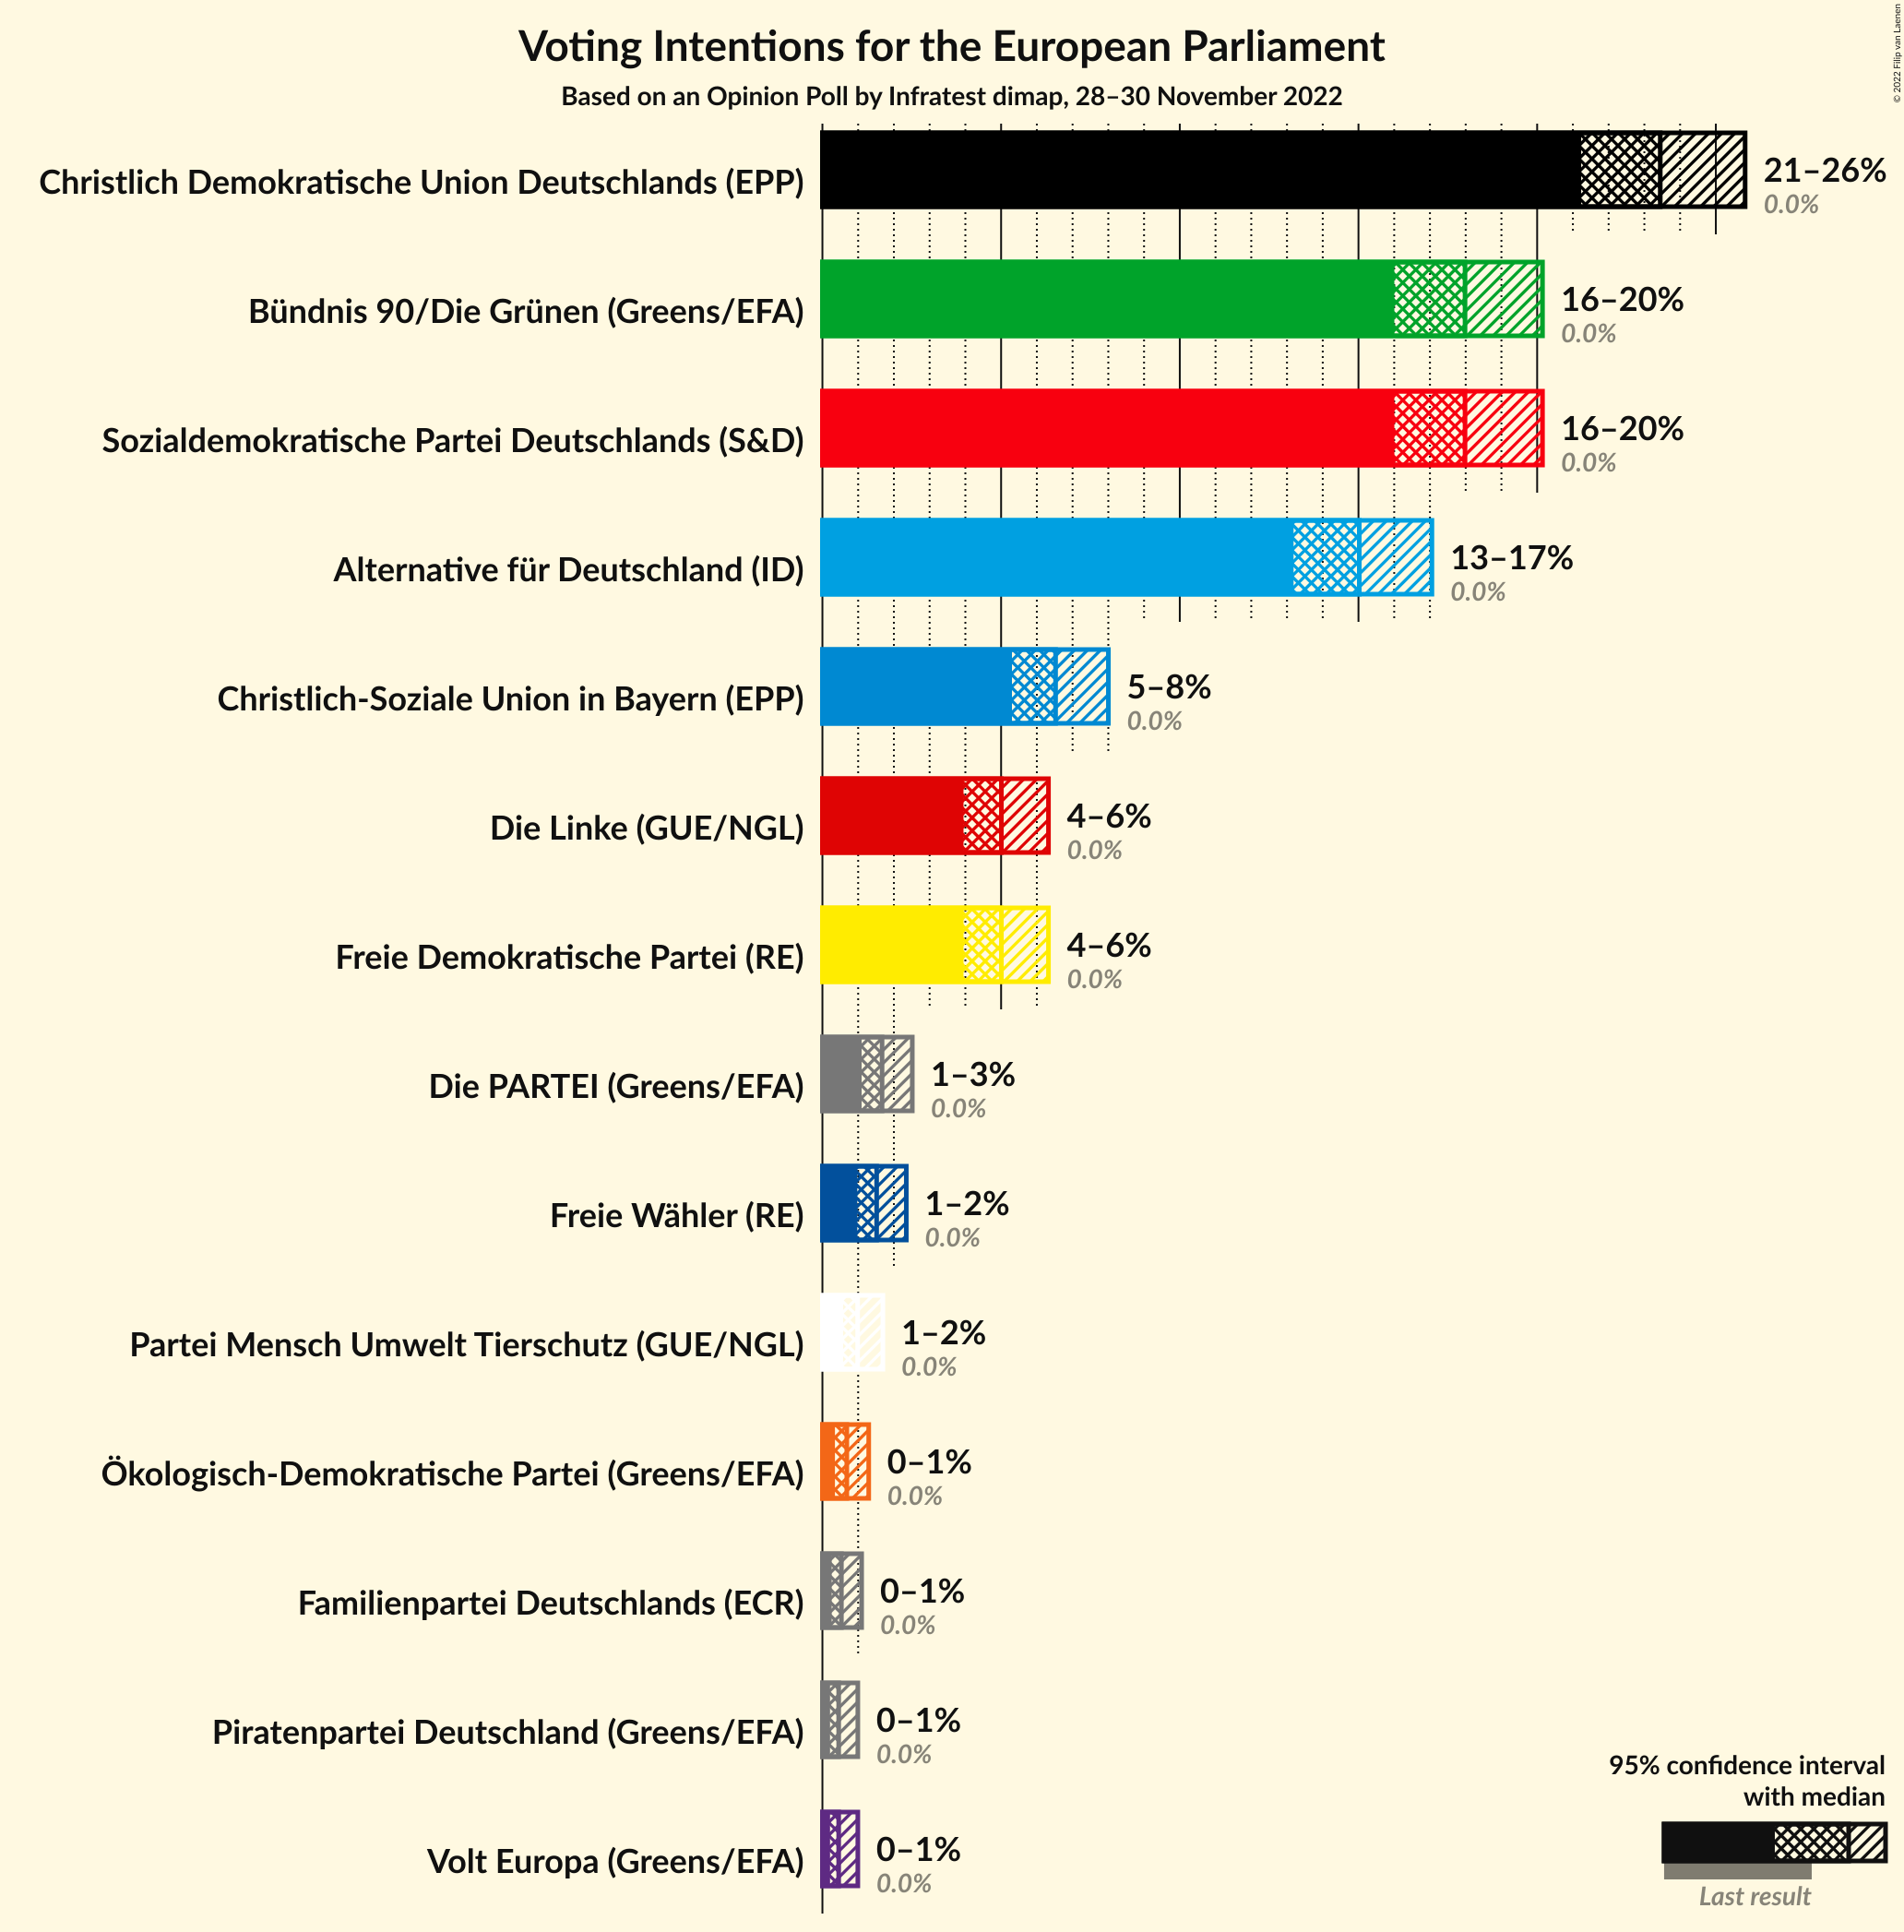 Voting Intentions for the European Parliament
Based on an Opinion Poll by Infratest dimap, 28–30 November 2022
© 2022 Filip van Laenen
Christlich Demokratische Union Deutschlands (EPP)
21–26%
0.0%
Bündnis 90/Die Grünen (Greens/EFA)
16–20%
0.0%
Sozialdemokratische Partei Deutschlands (S&D)
16–20%
0.0%
Alternative für Deutschland (ID)
13–17%
0.0%
Christlich-Soziale Union in Bayern (EPP)
5–8%
0.0%
Die Linke (GUE/NGL)
4–6%
0.0%
Freie Demokratische Partei (RE)
4–6%
0.0%
Die PARTEI (Greens/EFA)
1–3%
0.0%
Freie Wähler (RE)
1–2%
0.0%
Partei Mensch Umwelt Tierschutz (GUE/NGL)
1–2%
0.0%
Ökologisch-Demokratische Partei (Greens/EFA)
0–1%
0.0%
Familienpartei Deutschlands (ECR)
0–1%
0.0%
Piratenpartei Deutschland (Greens/EFA)
0–1%
0.0%
Volt Europa (Greens/EFA)
0–1%
0.0%
95% confidence interval
with median
Last result